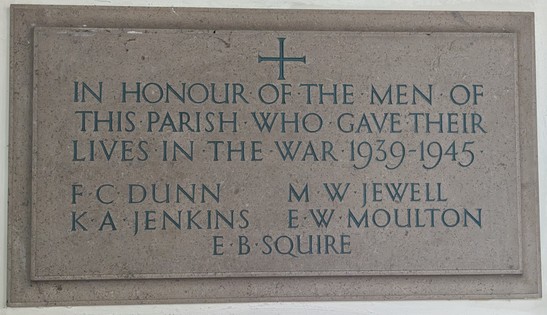 IN · HONOUR · OF · THE · MEN · OF
THIS · PARISH · WHO · GAVE · THEIR
LIVES · IN · THE · WAR · 1939-1945 ·
F · C · DUNN M · W · JEWELL
K · A · JENKINS E · W · MOULTON
E · B · SQUIRE